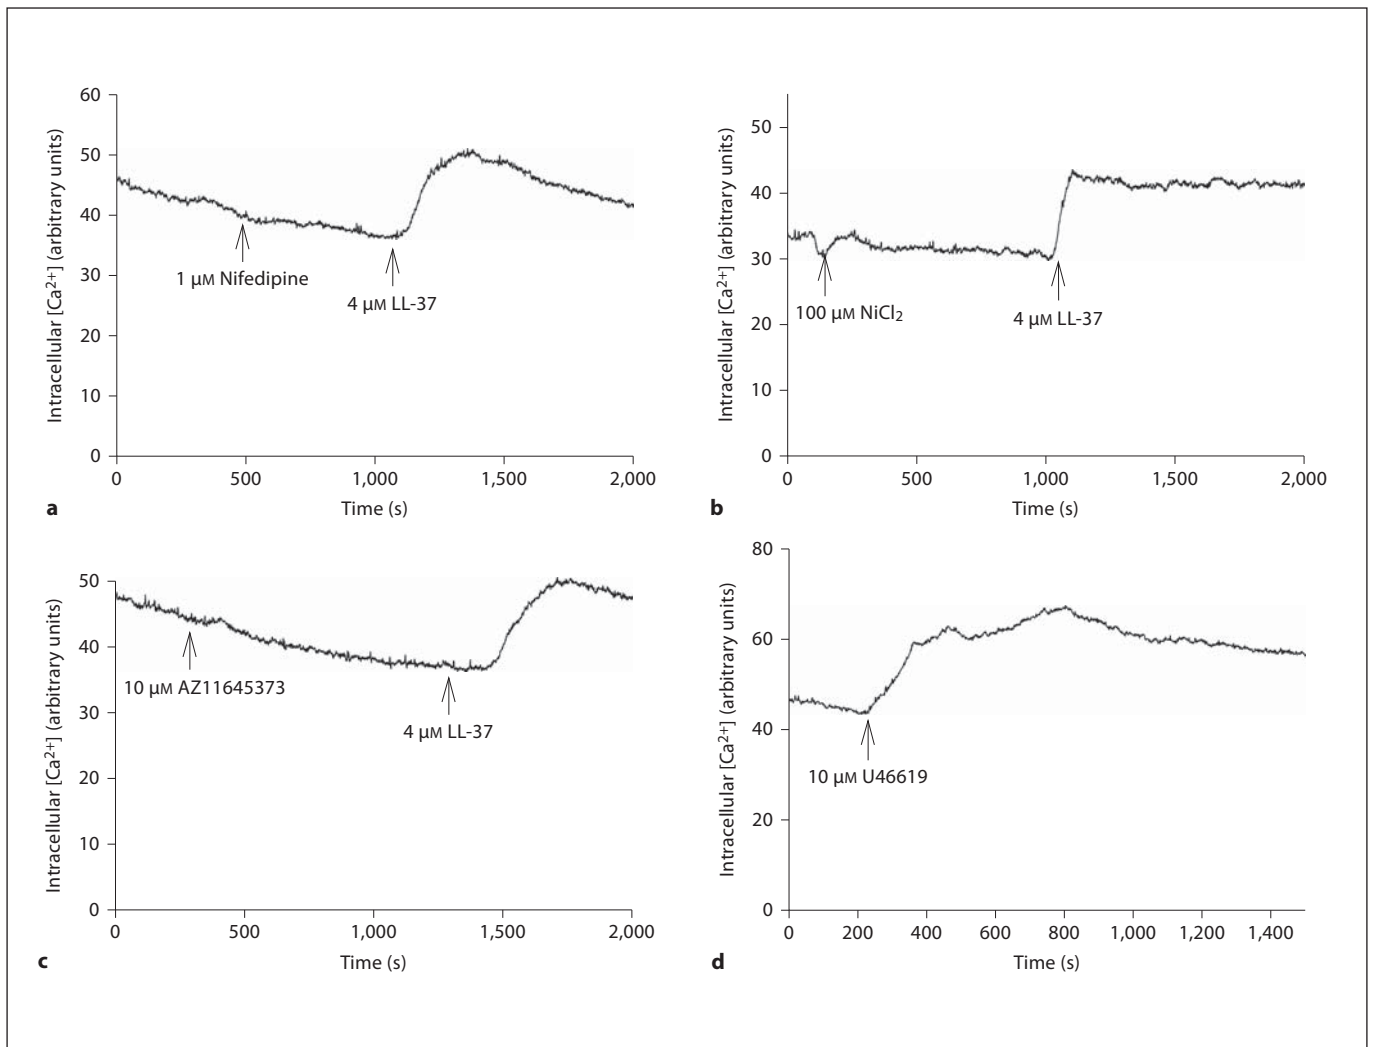 Intracellular [Ca2+] (arbitrary units)
60
50
40
30
20
10
0
1 µM Nifedipine
4 µM LL-37
0 500 1,000 1,500 2,000
Time (s)
a
Intracellular [Ca2+] (arbitrary units)
50
40
30
20
10
0
100 µM NiCl2
4 µM LL-37
0 500 1,000 1,500 2,000
Time (s)
b
Intracellular [Ca2+] (arbitrary units)
50
40
30
20
10
0
10 µM AZ11645373
4 µM LL-37
0 500 1,000 1,500 2,000
Time (s)
c
Intracellular [Ca2+] (arbitrary units)
80
60
40
20
0
10 µM U46619
0 200 400 600 800 1,000 1,200 1,400
Time (s)
d